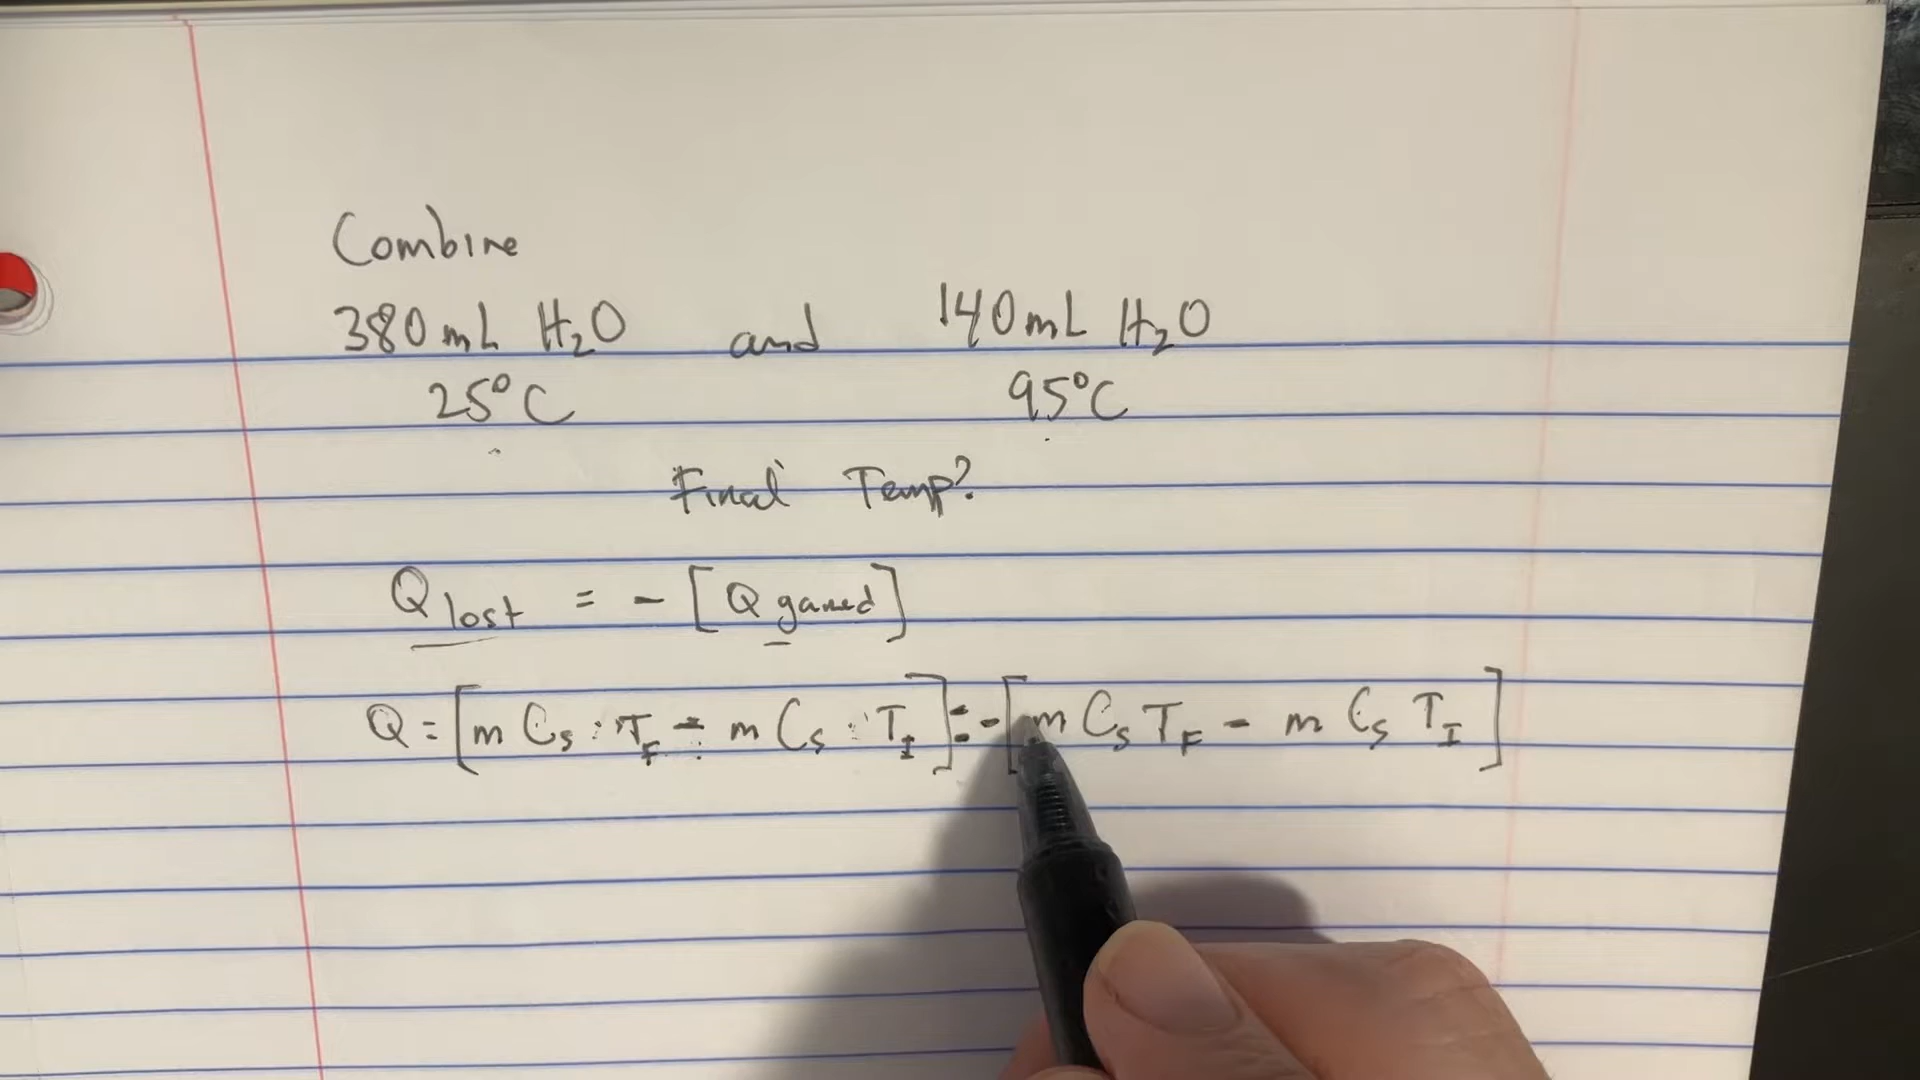 Combine
380 mL H₂O and 140 mL H₂O
25°C 95°C
Final Temp?
Q lost = - [Q gained]
Q = [m Cs · TF - m Cs · TI] = -[m Cs TF - m Cs TI]